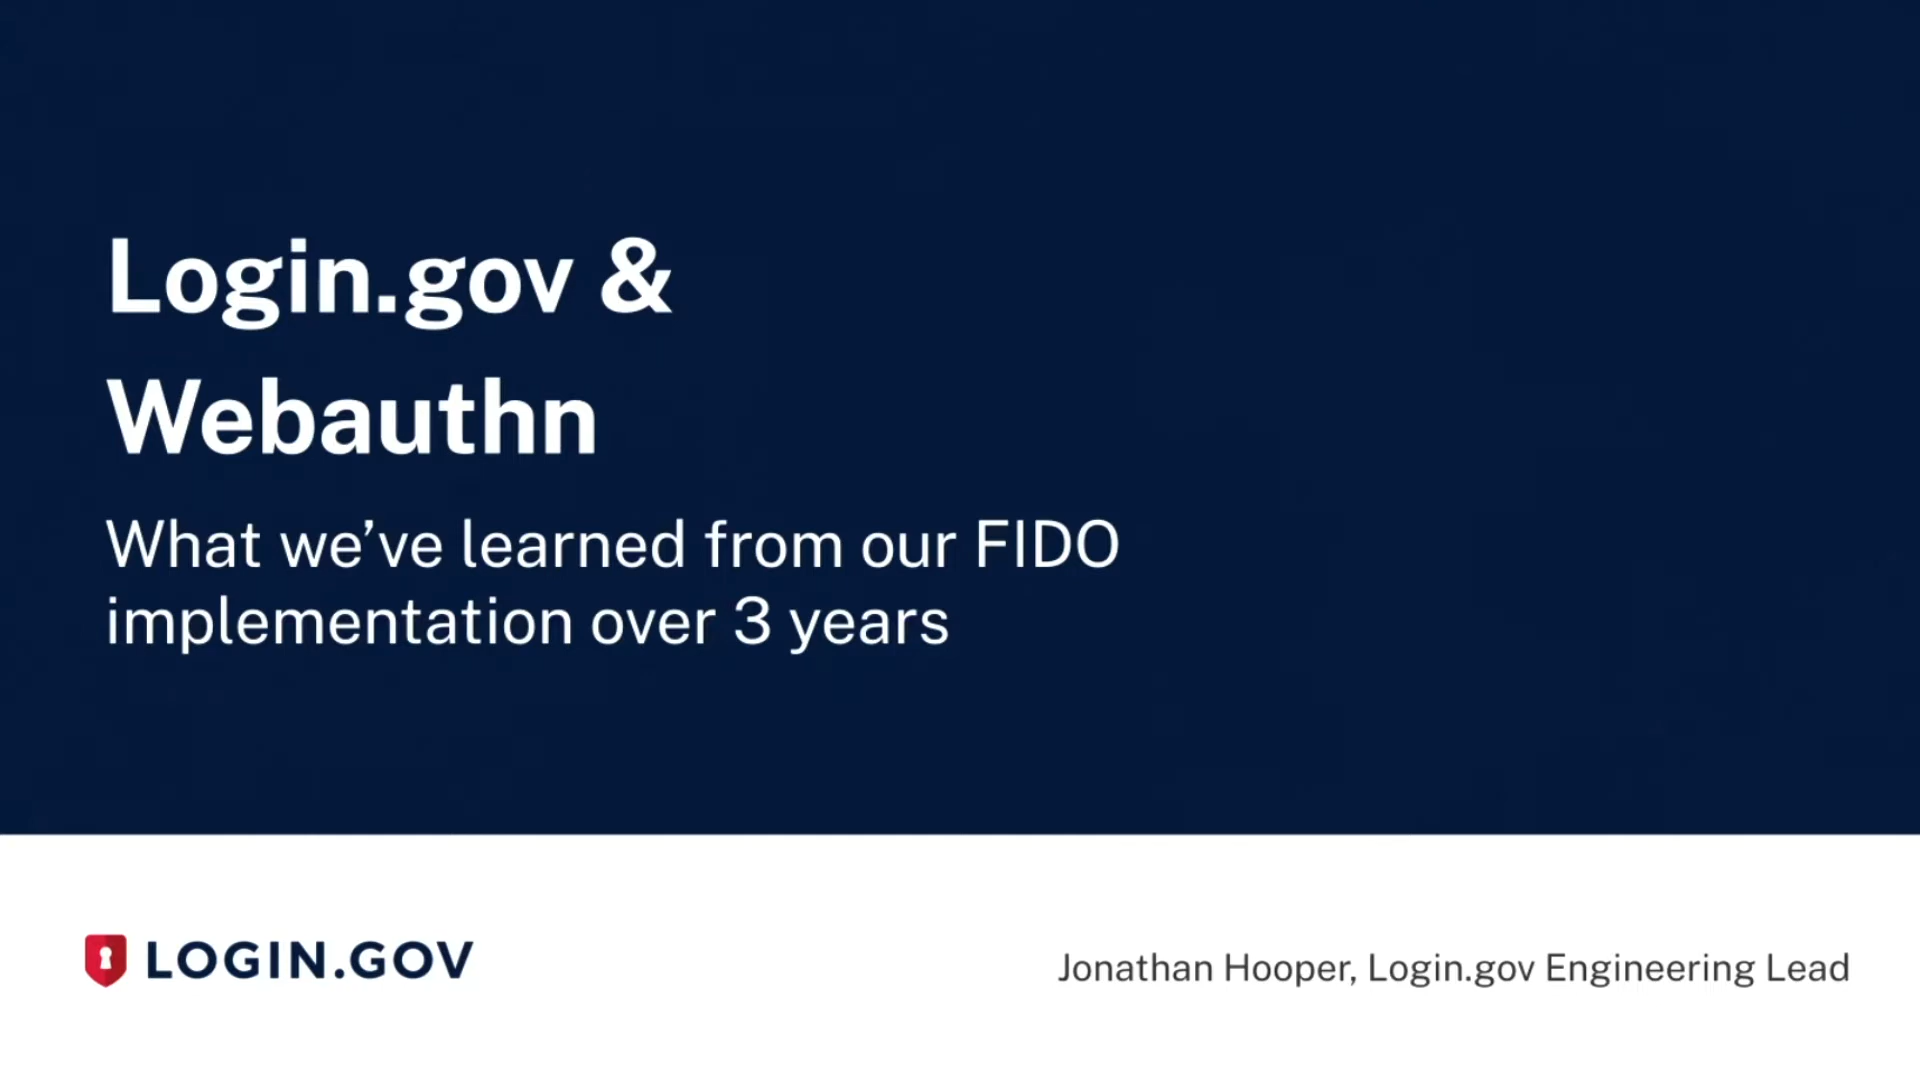 Login.gov &
Webauthn
What we’ve learned from our FIDO
implementation over 3 years
LOGIN.GOV
Jonathan Hooper, Login.gov Engineering Lead